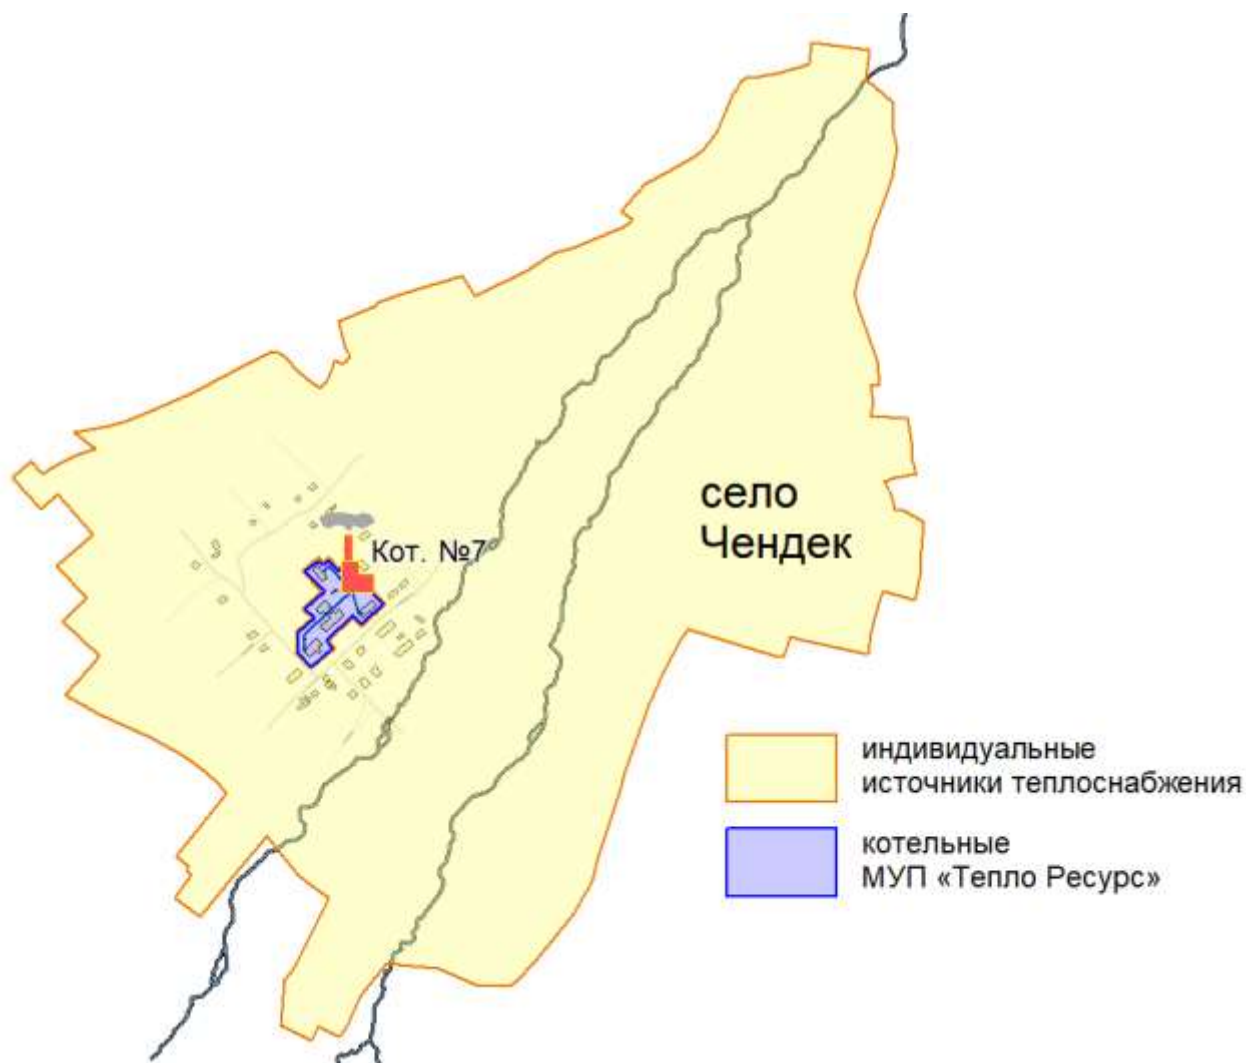 Кот. №7
село
Чендек
индивидуальные
источники теплоснабжения
котельные
МУП «Тепло Ресурс»